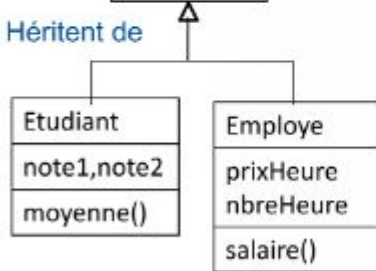 Héritent de
Etudiant
note1,note2
moyenne()
Employe
prixHeure
nbreHeure
salaire()